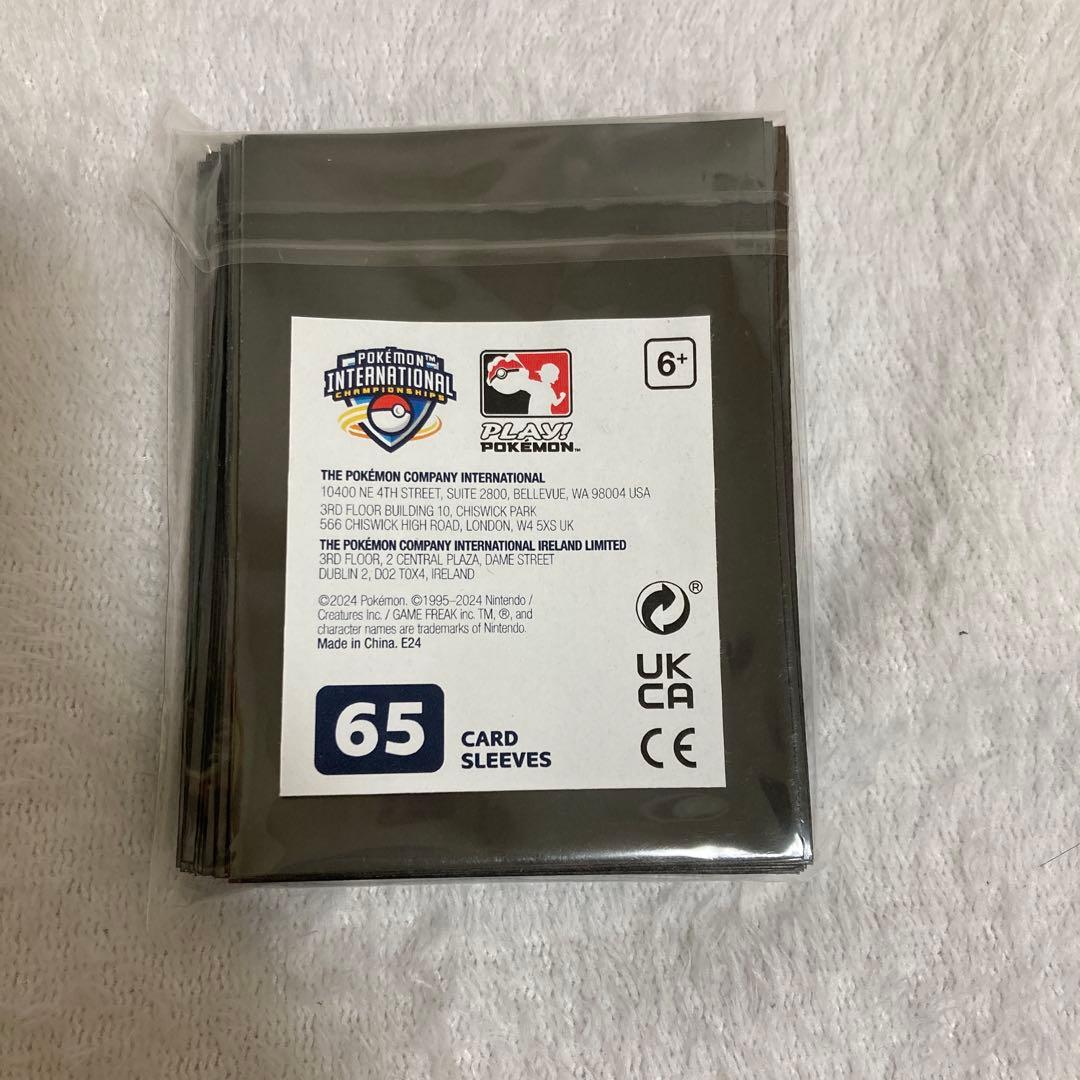 POKÉMON™
INTERNATIONAL
CHAMPIONSHIPS
PLAY!
POKÉMON™
6+
THE POKÉMON COMPANY INTERNATIONAL
10400 NE 4TH STREET, SUITE 2800, BELLEVUE, WA 98004 USA
3RD FLOOR BUILDING 10, CHISWICK PARK
566 CHISWICK HIGH ROAD, LONDON, W4 5XS UK
THE POKÉMON COMPANY INTERNATIONAL IRELAND LIMITED
3RD FLOOR, 2 CENTRAL PLAZA, DAME STREET
DUBLIN 2, D02 T0X4, IRELAND
©2024 Pokémon. ©1995–2024 Nintendo /
Creatures Inc. / GAME FREAK inc. TM, ®, and
character names are trademarks of Nintendo.
Made in China. E24
®
UK
CA
CE
65
CARD
SLEEVES